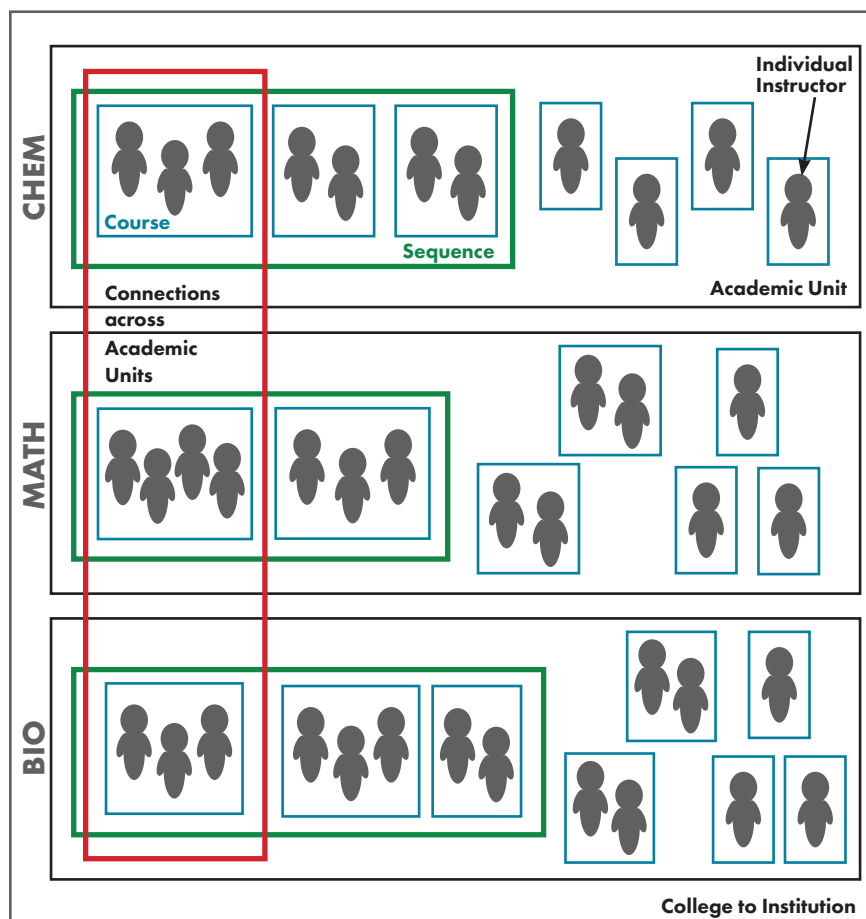 CHEM
Individual
Instructor
Course
Sequence
Academic Unit
Connections
across
Academic
Units
MATH
BIO
College to Institution